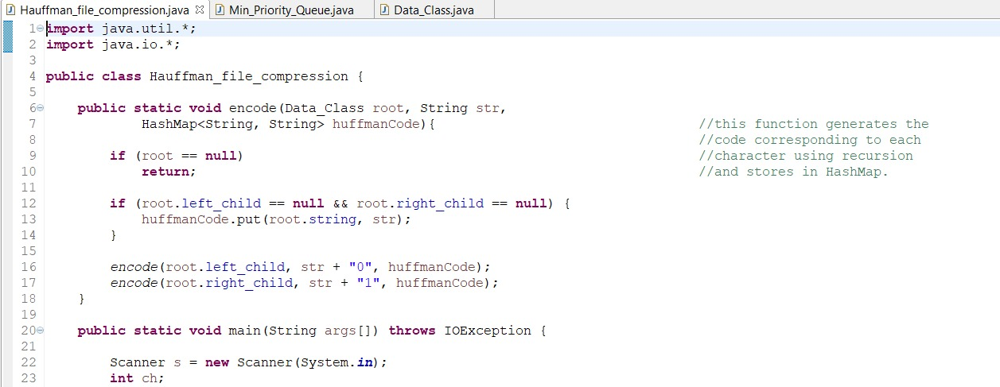 Hauffman_file_compression.java Min_Priority_Queue.java Data_Class.java
1 import java.util.*;
2 import java.io.*;
3
4 public class Hauffman_file_compression {
5
6 public static void encode(Data_Class root, String str,
7 HashMap<String, String> huffmanCode){ //this function generates the
8 //code corresponding to each
9 if (root == null) //character using recursion
10 return; //and stores in HashMap.
11
12 if (root.left_child == null && root.right_child == null) {
13 huffmanCode.put(root.string, str);
14 }
15
16 encode(root.left_child, str + "0", huffmanCode);
17 encode(root.right_child, str + "1", huffmanCode);
18 }
19
20 public static void main(String args[]) throws IOException {
21
22 Scanner s = new Scanner(System.in);
23 int ch;